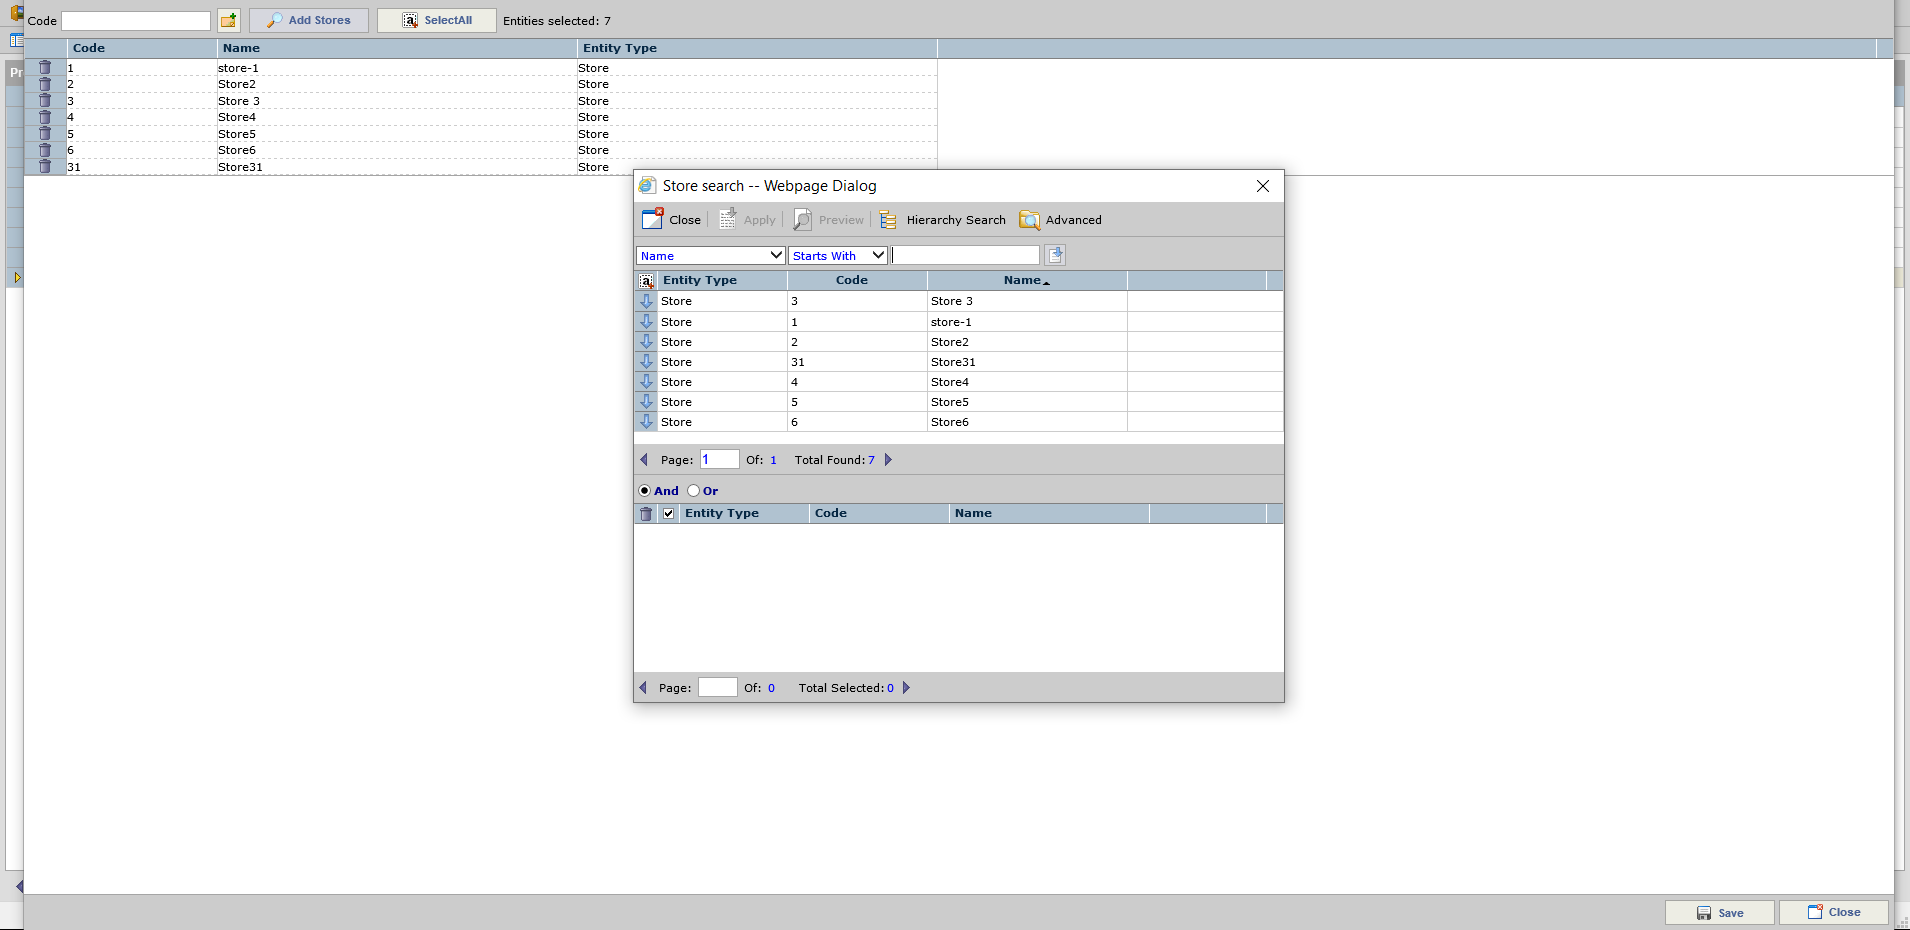 Code Add Stores SelectAll Entities selected: 7
Code Name Entity Type
Pr
1 store-1 Store
2 Store2 Store
3 Store 3 Store
4 Store4 Store
5 Store5 Store
6 Store6 Store
31 Store31 Store
Store search -- Webpage Dialog
Close Apply Preview Hierarchy Search Advanced
Name Starts With
Entity Type Code Name
Store 3 Store 3
Store 1 store-1
Store 2 Store2
Store 31 Store31
Store 4 Store4
Store 5 Store5
Store 6 Store6
Page: 1 Of: 1 Total Found: 7
And Or
Entity Type Code Name
Page: Of: 0 Total Selected: 0
Save Close